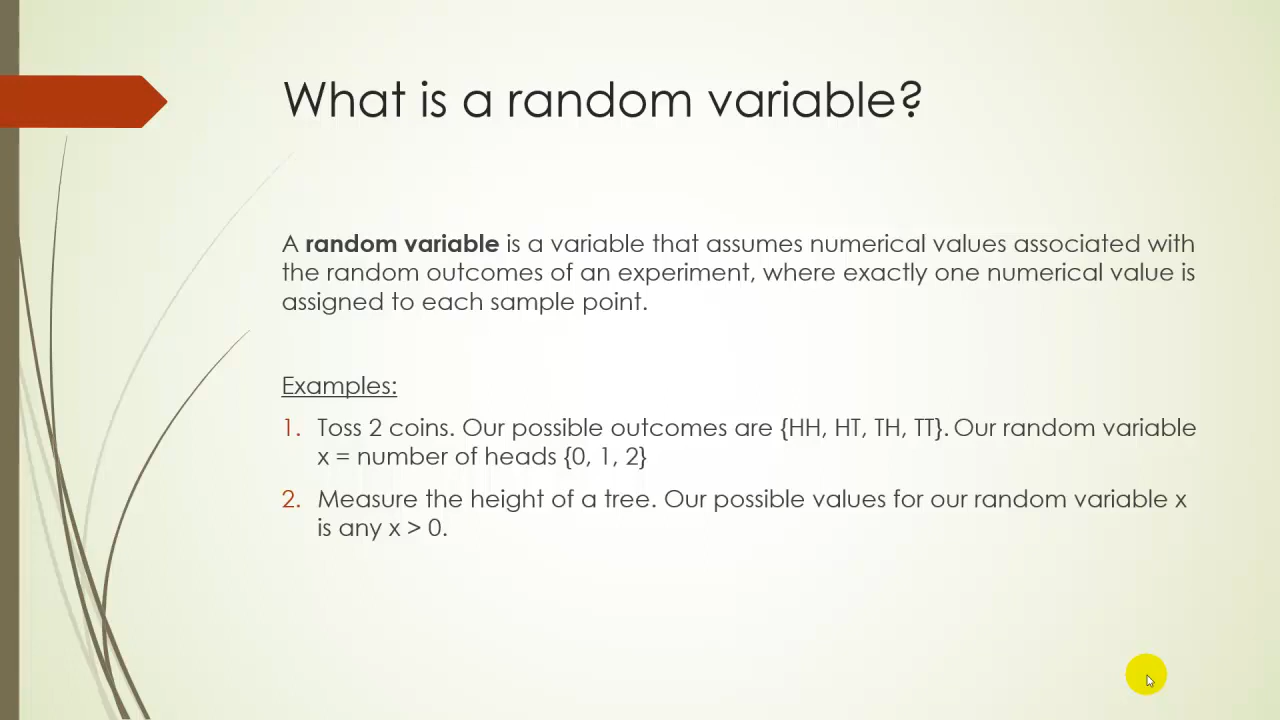 What is a random variable?
A random variable is a variable that assumes numerical values associated with
the random outcomes of an experiment, where exactly one numerical value is
assigned to each sample point.
Examples:
1. Toss 2 coins. Our possible outcomes are {HH, HT, TH, TT}. Our random variable
x = number of heads {0, 1, 2}
2. Measure the height of a tree. Our possible values for our random variable x
is any x > 0.